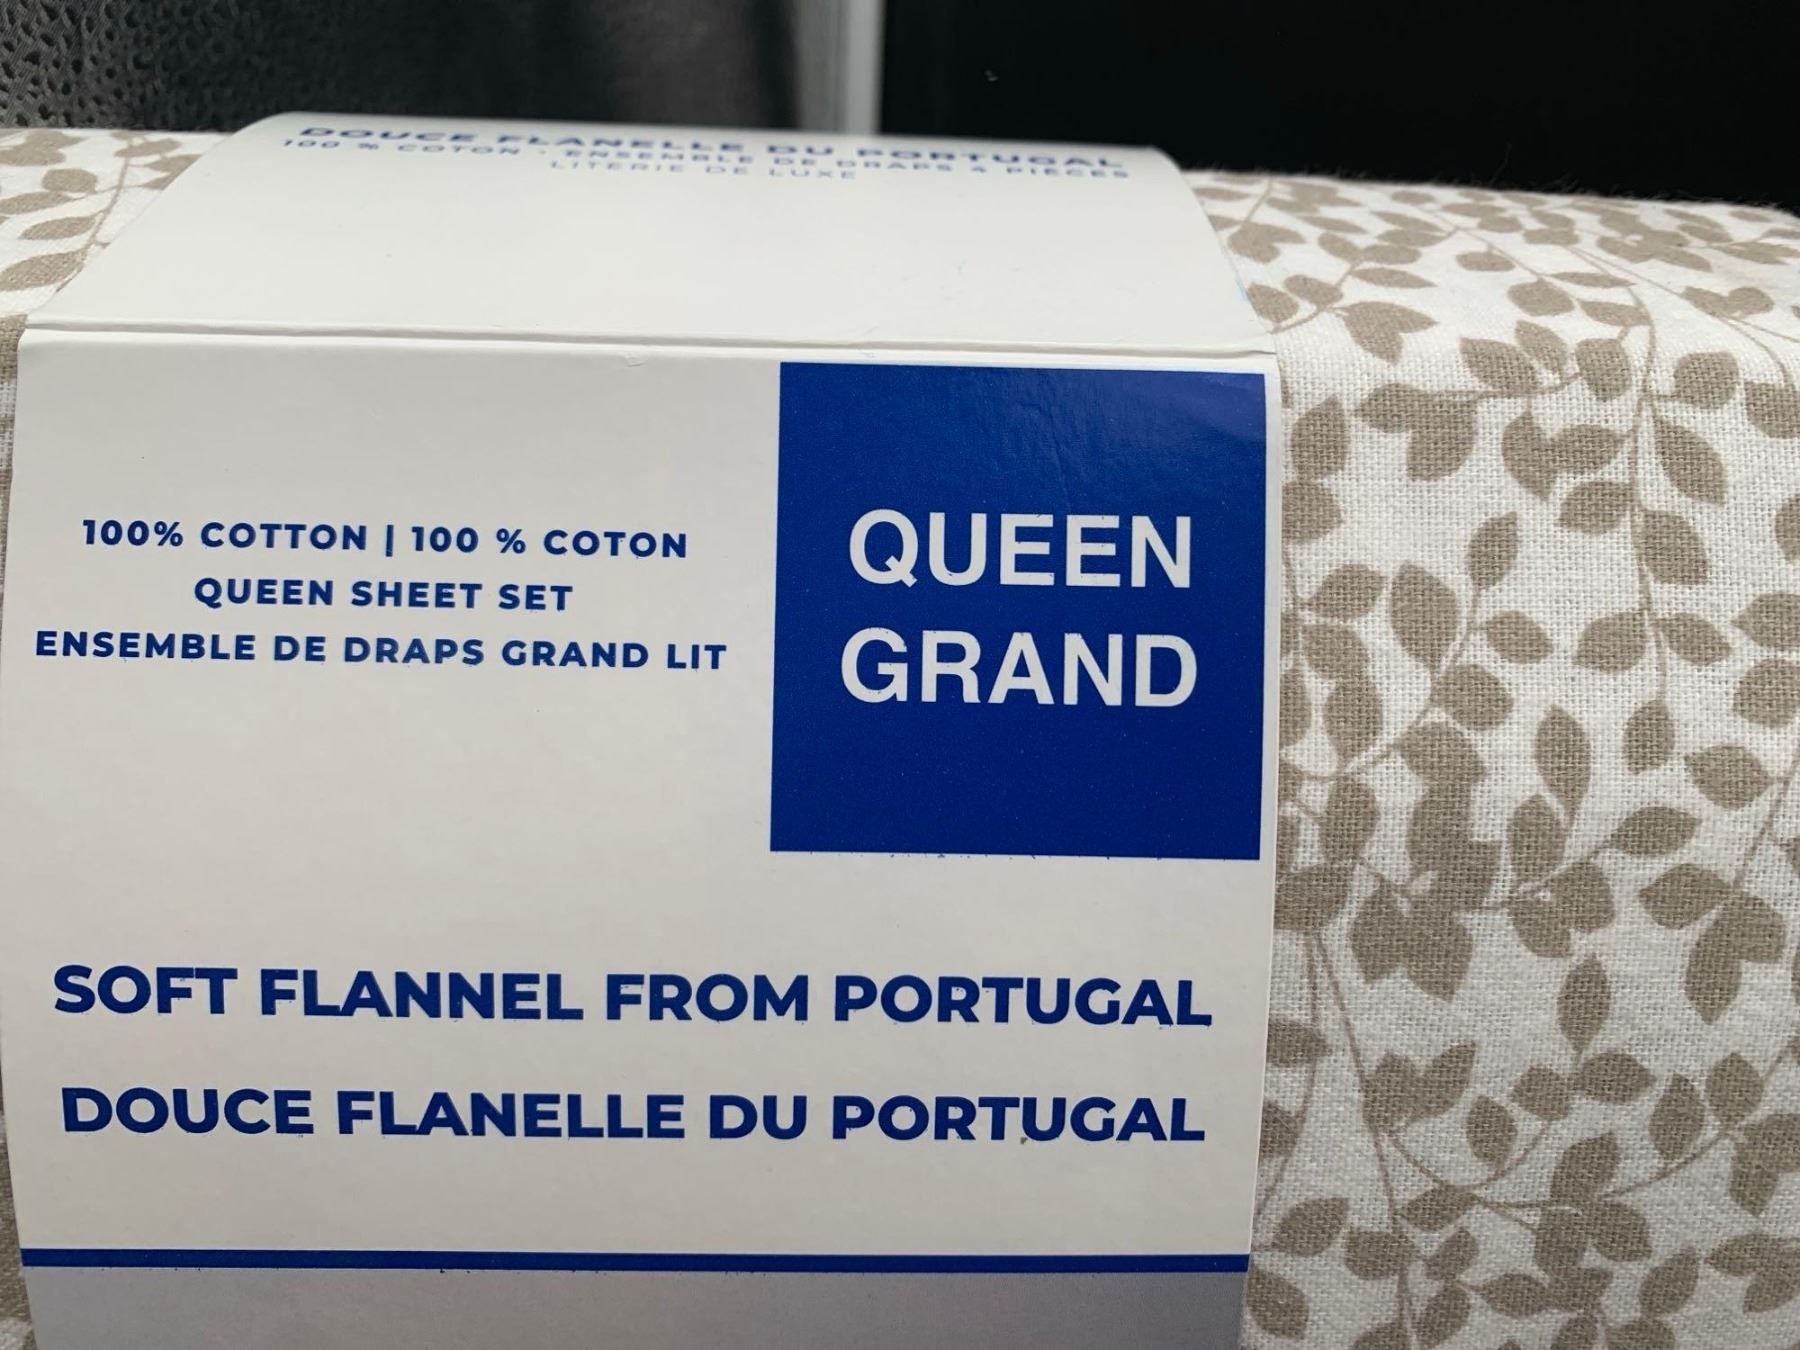 DOUCE FLANELLE DU PORTUGAL
100 % COTON - ENSEMBLE DE DRAPS 4 PIÈCES
LITERIE DE LUXE
100% COTTON | 100 % COTON
QUEEN SHEET SET
ENSEMBLE DE DRAPS GRAND LIT
QUEEN
GRAND
SOFT FLANNEL FROM PORTUGAL
DOUCE FLANELLE DU PORTUGAL